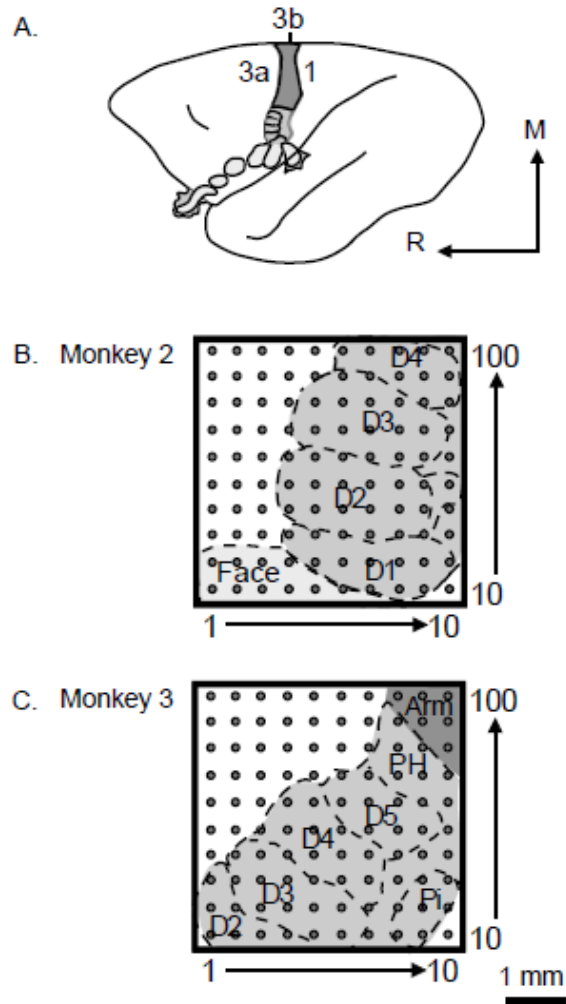 A.
3b
3a 1
M
R
B. Monkey 2
D4
100
D3
D2
Face D1
10
1 10
C. Monkey 3
Arm
100
PH
D5
D4
D3
Pi
D2
10
1 10
1 mm